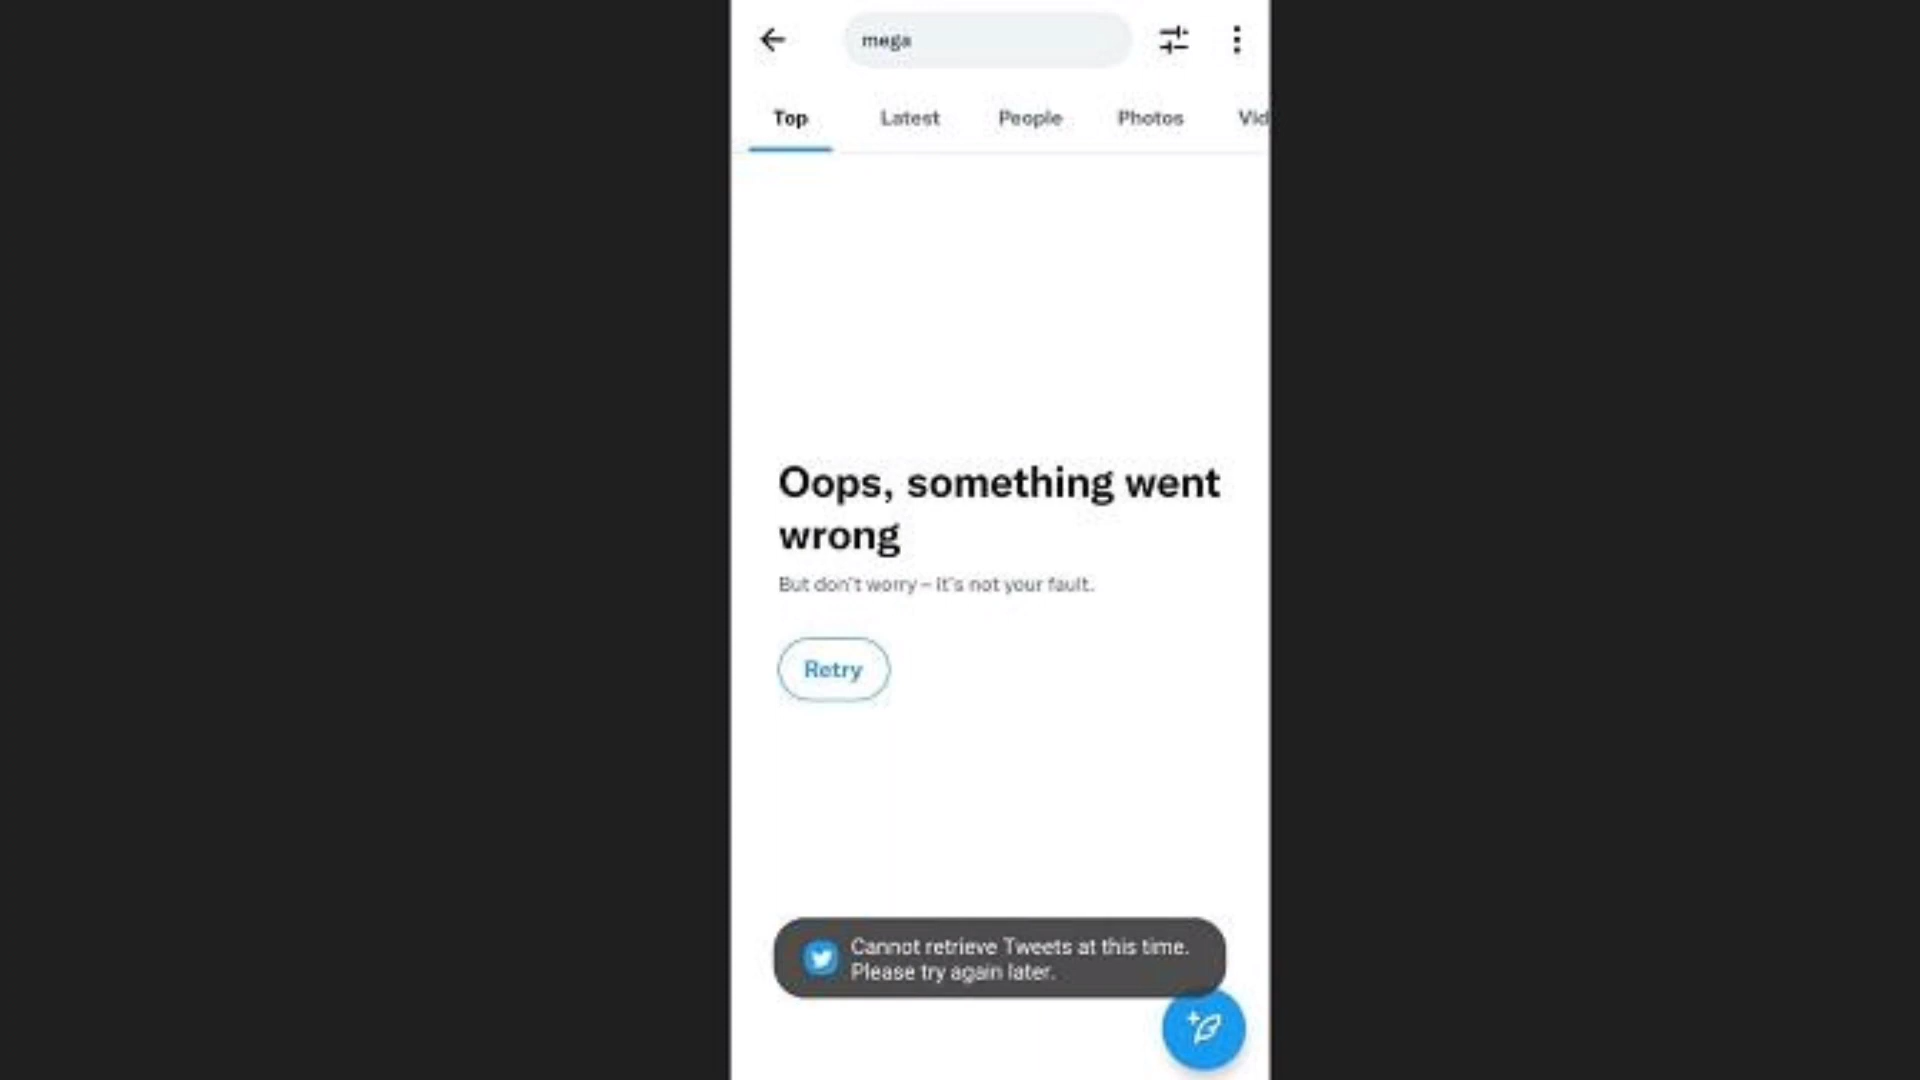 mega
Top Latest People Photos Vid
Oops, something went
wrong
But don't worry – it's not your fault.
Retry
Cannot retrieve Tweets at this time.
Please try again later.